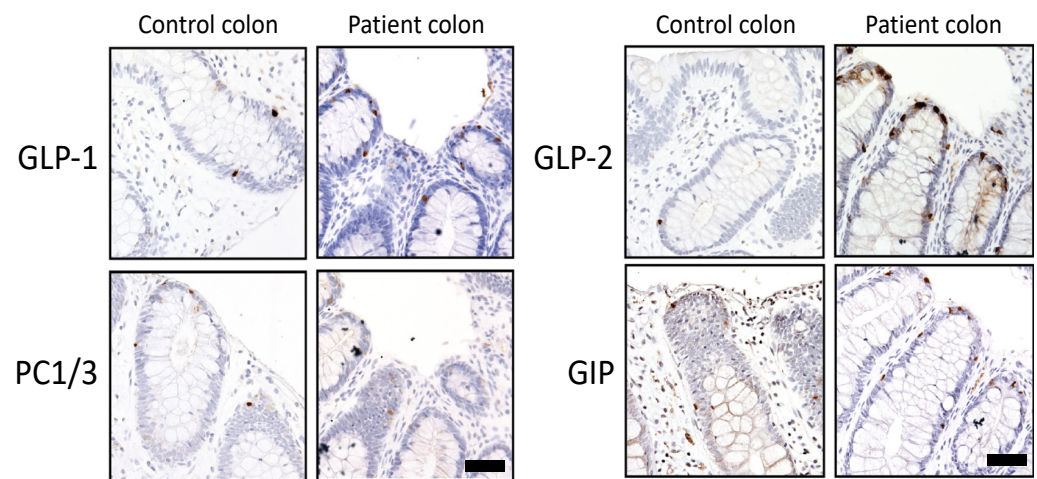 Control colon Patient colon Control colon Patient colon
GLP-1 GLP-2
PC1/3 GIP